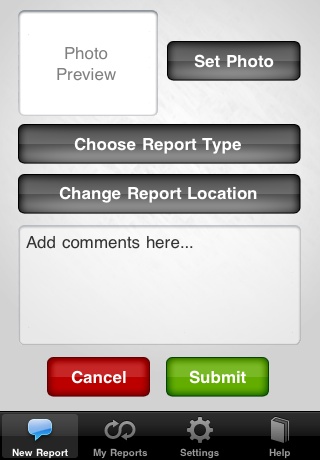 Photo
Preview
Set Photo
Choose Report Type
Change Report Location
Add comments here...
Cancel
Submit
New Report
My Reports
Settings
Help